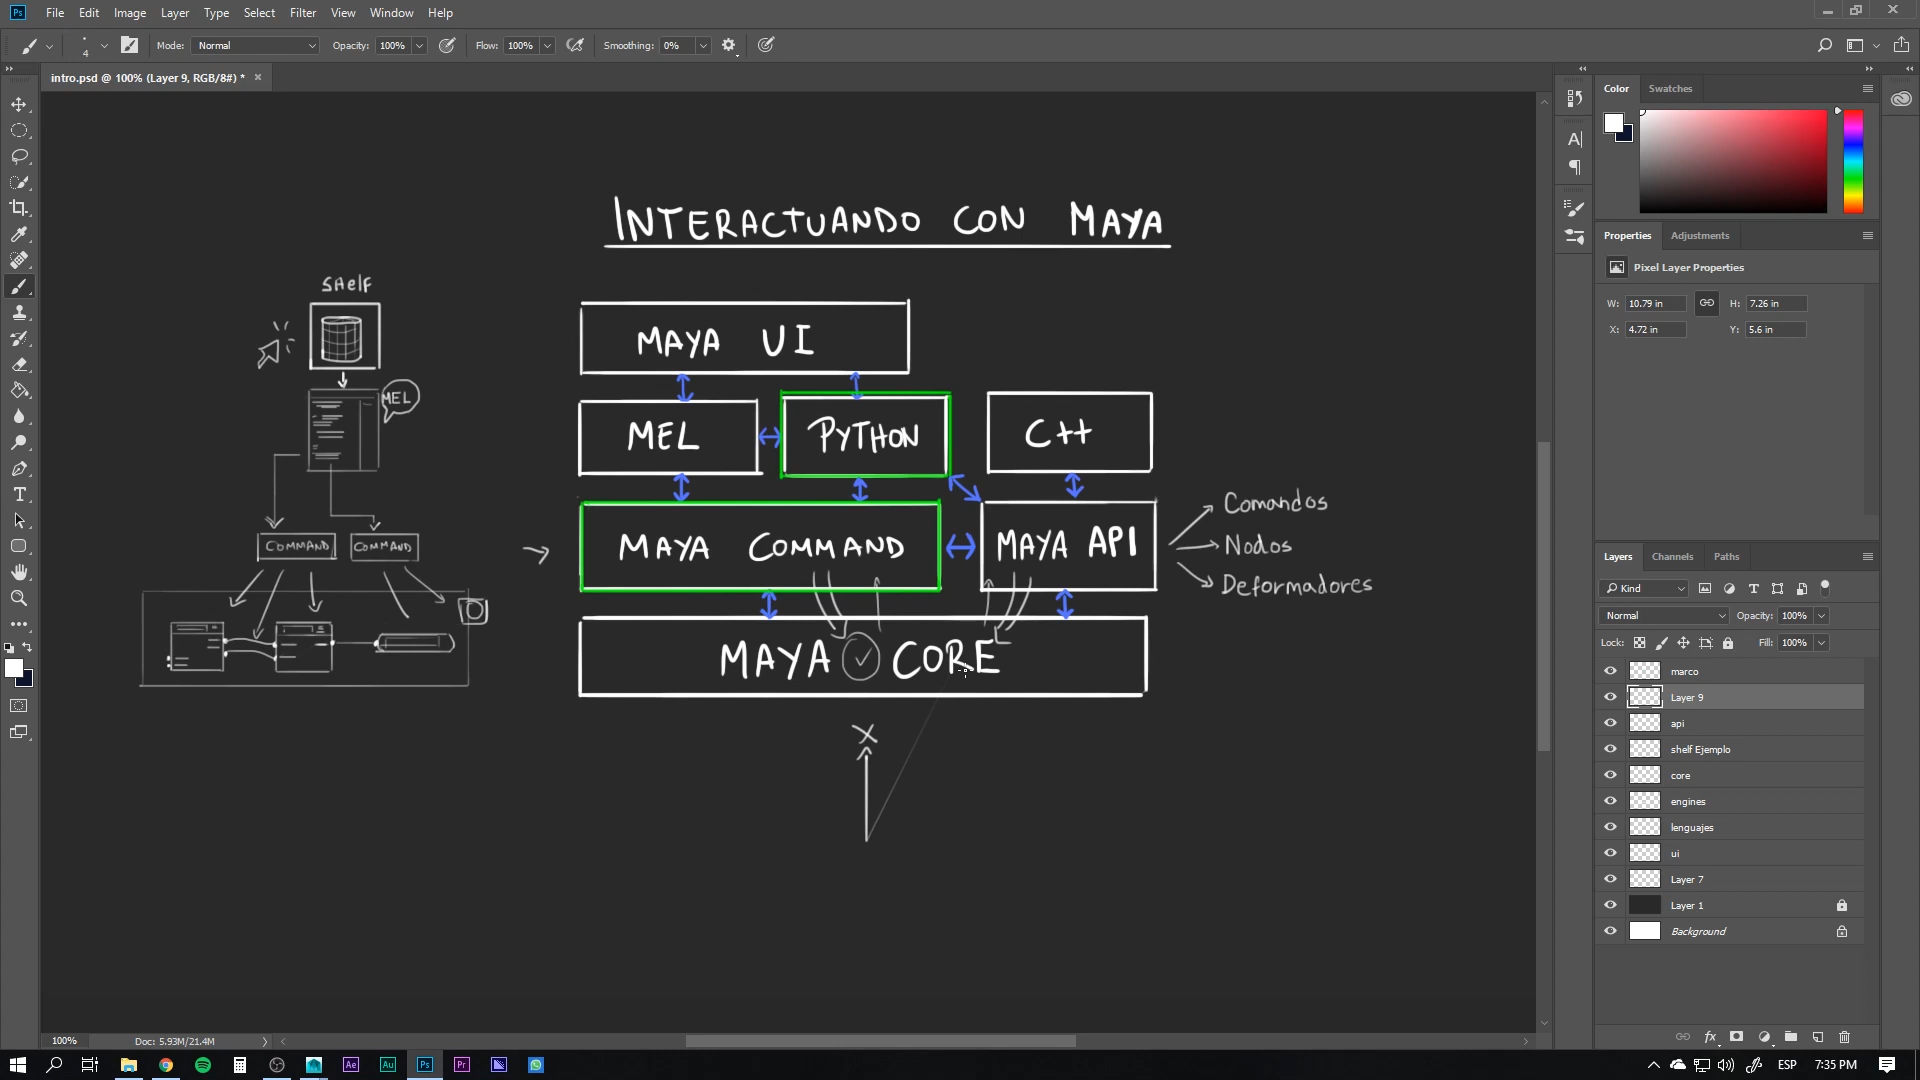 File Edit Image Layer Type Select Filter View Window Help
4 Mode: Normal Opacity: 100% Flow: 100% Smoothing: 0%
intro.psd @ 100% (Layer 9, RGB/8#) *
INTERACTUANDO CON MAYA
SHelf
MEL
COMMAND COMMAND
MAYA UI
MEL PYTHON C++
MAYA COMMAND MAYA API
Comandos
Nodos
Deformadores
MAYA CORE
X
Color Swatches
Properties Adjustments
Pixel Layer Properties
W: 10.79 in H: 7.26 in
X: 4.72 in Y: 5.6 in
Layers Channels Paths
Kind
Normal Opacity: 100%
Lock: Fill: 100%
marco
Layer 9
api
shelf Ejemplo
core
engines
lenguajes
ui
Layer 7
Layer 1
Background
100% Doc: 5.93M/21.4M
ESP 7:35 PM